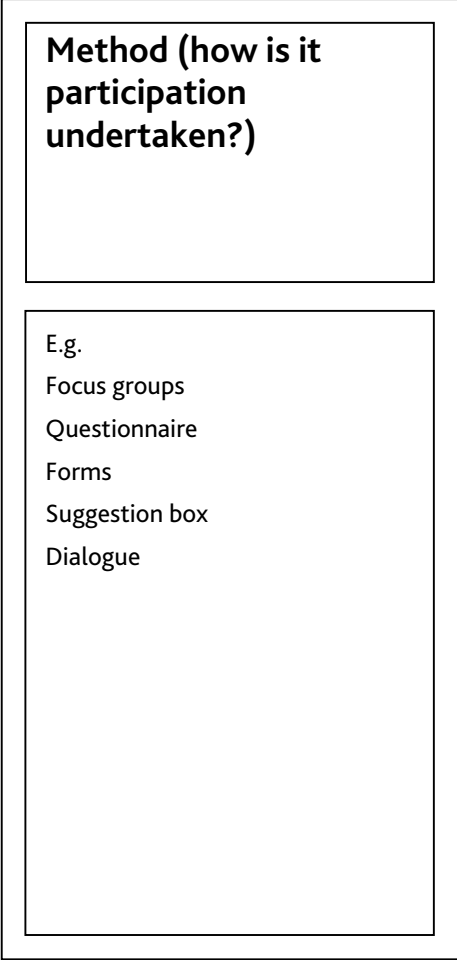 Method (how is it
participation
undertaken?)
E.g.
Focus groups
Questionnaire
Forms
Suggestion box
Dialogue